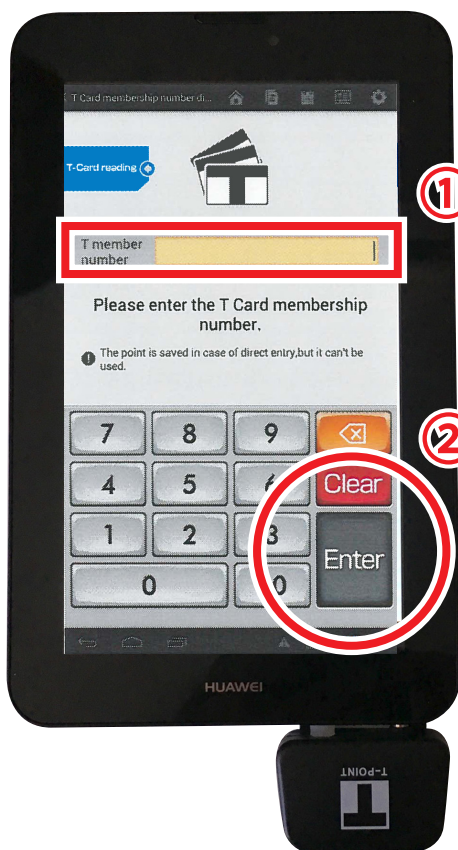 T Card membership number di...
T-Card reading
①
T member
number
Please enter the T Card membership
number.
The point is saved in case of direct entry,but it can't be
used.
②
7
8
9
4
5
6
Clear
1
2
3
Enter
0
0
HUAWEI
T-POINT
T